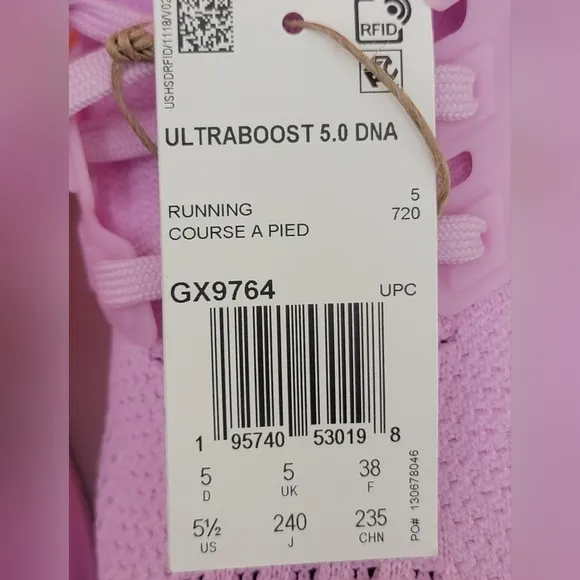 USHSDRFID/1118/V02
RFID
ULTRABOOST 5.0 DNA
5
RUNNING 720
COURSE A PIED
GX9764 UPC
1 95740 53019 8
5 5 38
D UK F
5½ 240 235
US J CHN
PO# 130678046